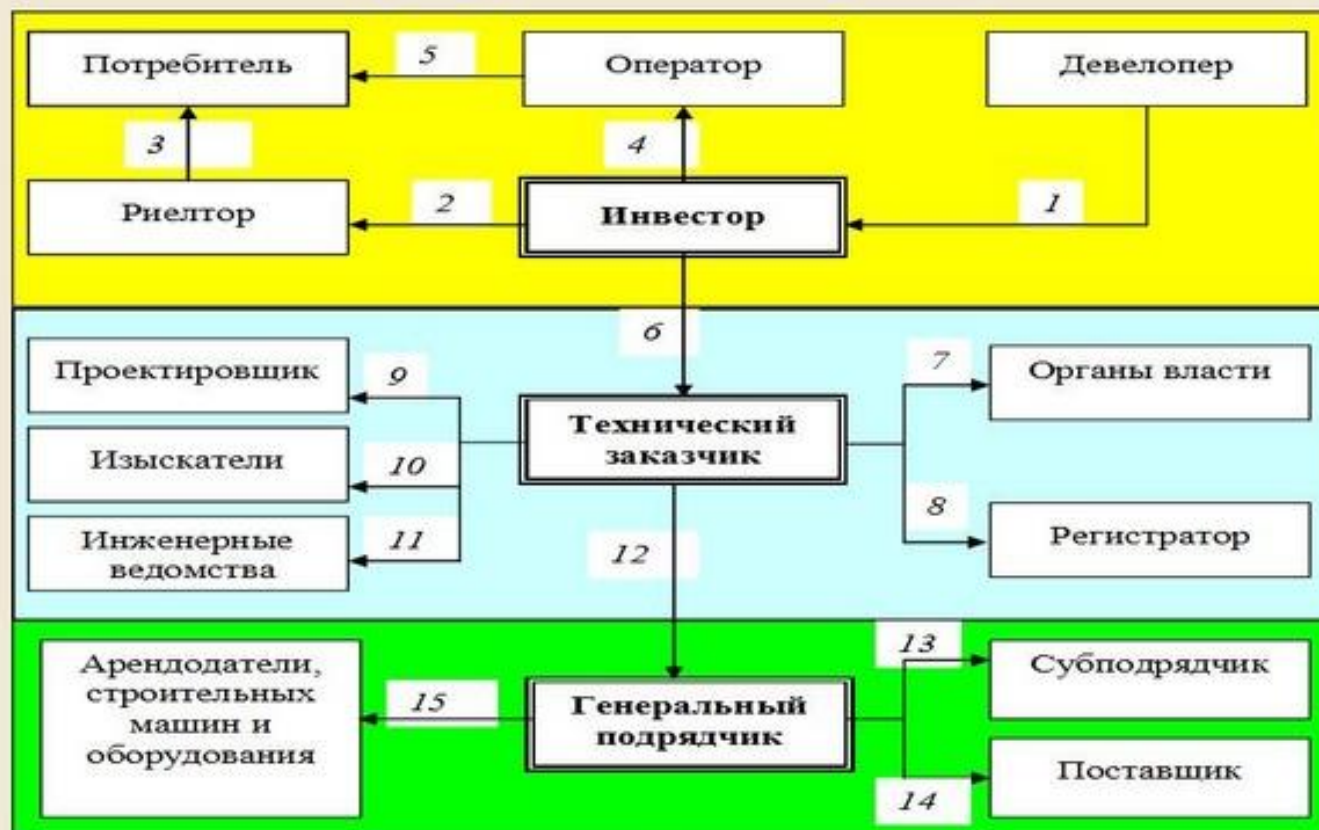 Потребитель
5
Оператор
Девелопер
3
4
Риелтор
2
Инвестор
1
6
Проектировщик
9
7
Органы власти
Технический
заказчик
Изыскатели
10
8
Регистратор
Инженерные
ведомства
11
12
Арендодатели,
строительных
машин и
оборудования
15
Генеральный
подрядчик
13
Субподрядчик
14
Поставщик